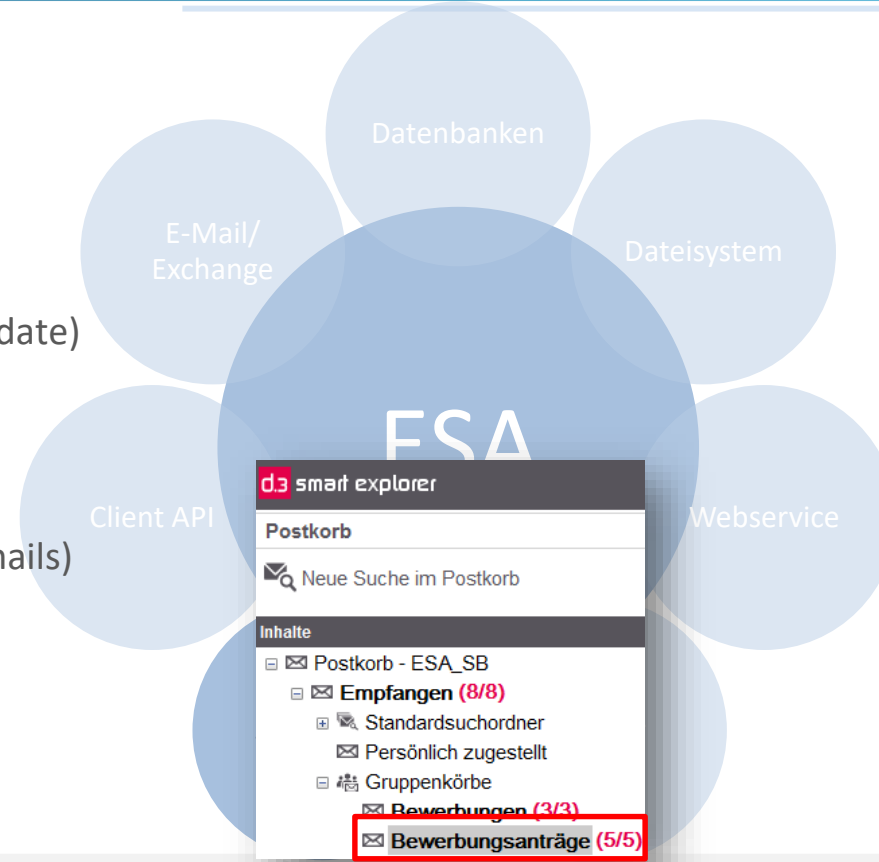 Datenbanken
E-Mail/
Exchange
Dateisystem
date)
ESA
Client API
Webservice
nails)
d.3 smart explorer
Postkorb
Neue Suche im Postkorb
Inhalte
Postkorb - ESA_SB
Empfangen (8/8)
Standardsuchordner
Persönlich zugestellt
Gruppenkörbe
Bewerbungen (3/3)
Bewerbungsanträge (5/5)